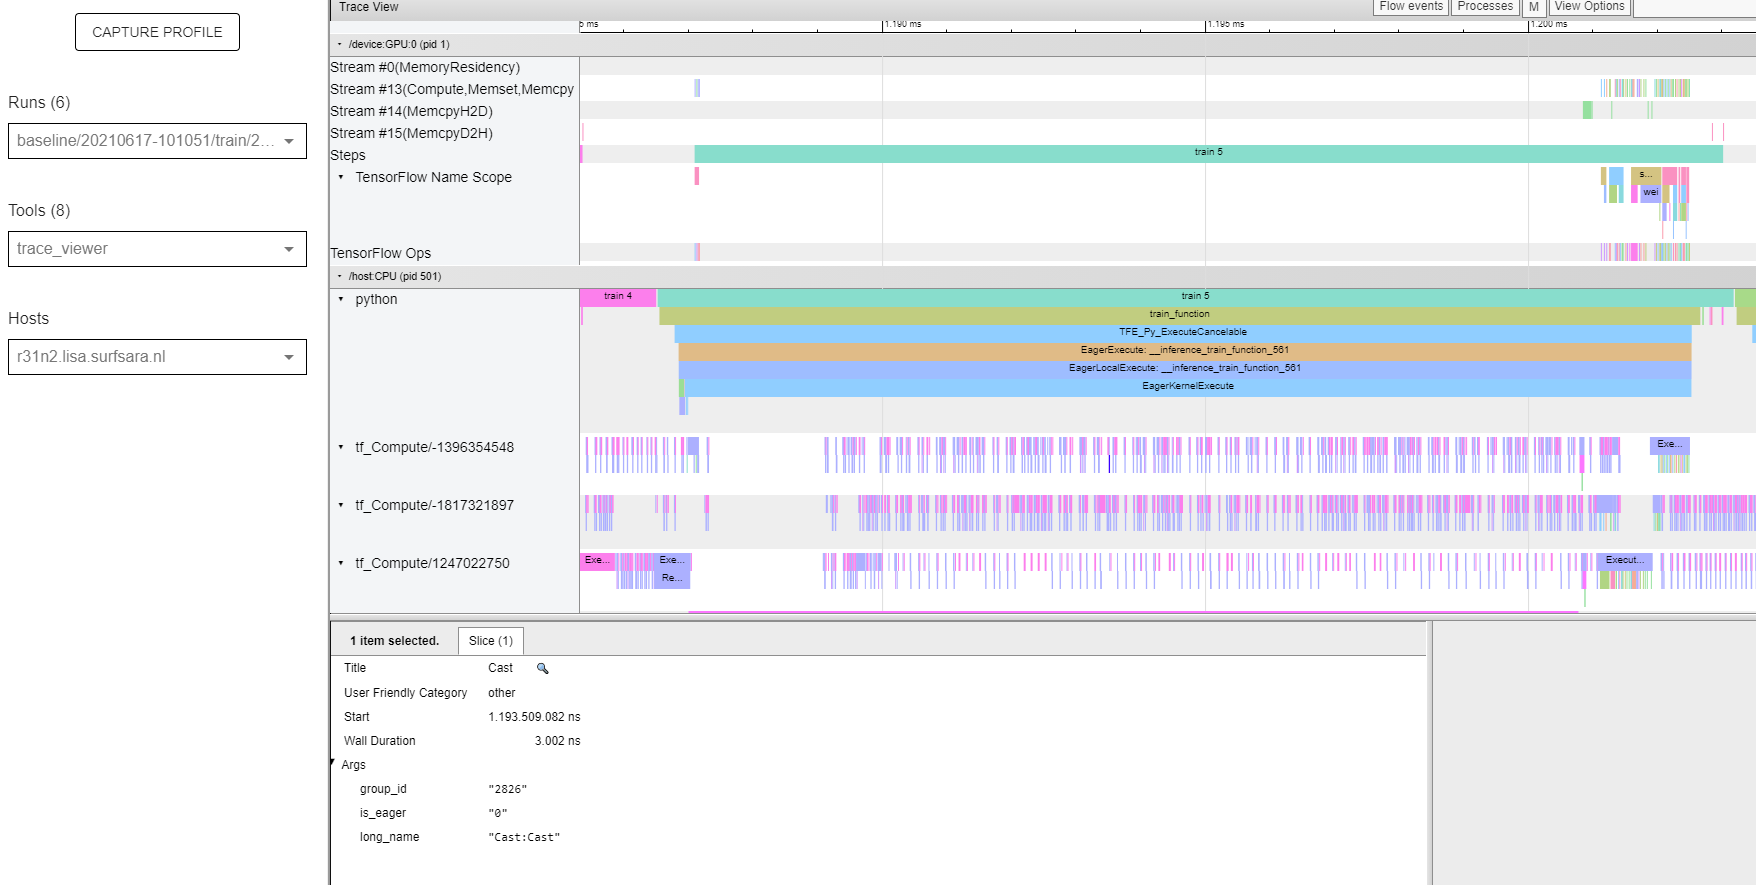 CAPTURE PROFILE
Runs (6)
baseline/20210617-101051/train/2...
Tools (8)
trace_viewer
Hosts
r31n2.lisa.surfsara.nl
Trace View
Flow events
Processes
M
View Options
5 ms
1.190 ms
1.195 ms
1.200 ms
/device:GPU:0 (pid 1)
Stream #0(MemoryResidency)
Stream #13(Compute,Memset,Memcpy
Stream #14(MemcpyH2D)
Stream #15(MemcpyD2H)
Steps
train 5
TensorFlow Name Scope
s...
wei
TensorFlow Ops
/host:CPU (pid 501)
python
train 4
train 5
train_function
TFE_Py_ExecuteCancelable
EagerExecute: __inference_train_function_561
EagerLocalExecute: __inference_train_function_561
EagerKernelExecute
tf_Compute/-1396354548
Exe...
tf_Compute/-1817321897
tf_Compute/1247022750
Exe...
Exe...
Execut...
Re...
1 item selected.
Slice (1)
Title Cast
User Friendly Category other
Start 1.193.509.082 ns
Wall Duration 3.002 ns
Args
group_id "2826"
is_eager "0"
long_name "Cast:Cast"